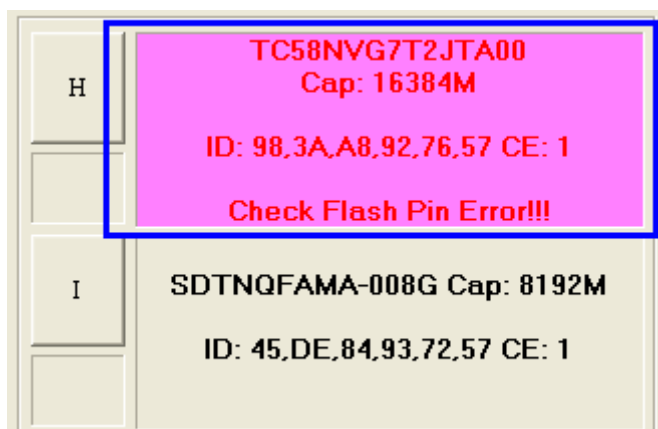 H
TC58NVG7T2JTA00
Cap: 16384M
ID: 98,3A,A8,92,76,57 CE: 1
Check Flash Pin Error!!!
I
SDTNQFAMA-008G Cap: 8192M
ID: 45,DE,84,93,72,57 CE: 1